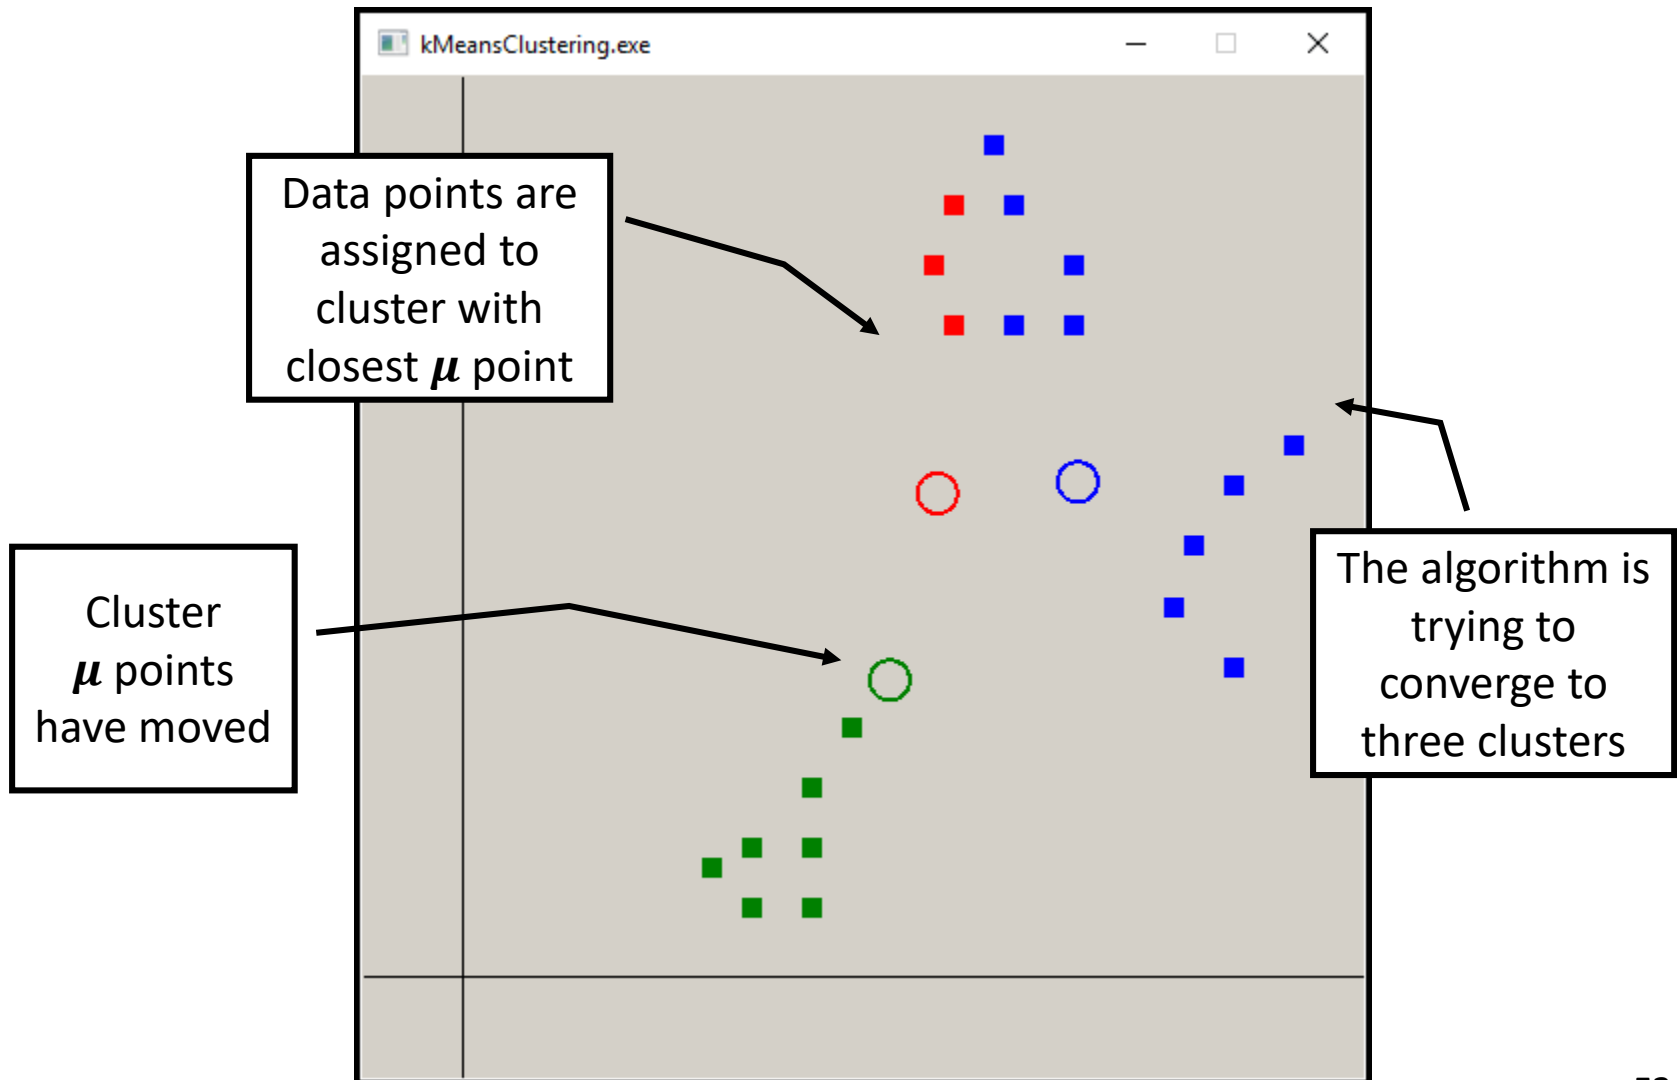 kMeansClustering.exe
Data points are
assigned to
cluster with
closest μ point
Cluster
μ points
have moved
The algorithm is
trying to
converge to
three clusters